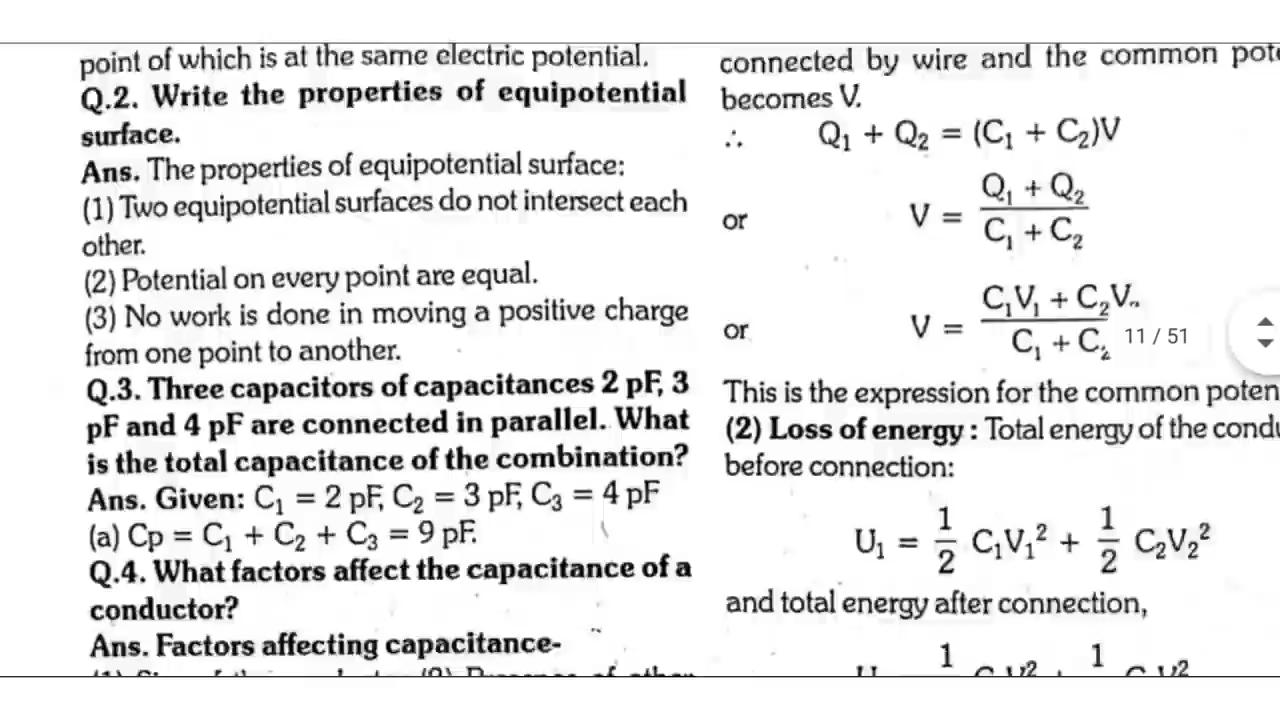 point of which is at the same electric potential.
Q.2. Write the properties of equipotential
surface.
Ans. The properties of equipotential surface:
(1) Two equipotential surfaces do not intersect each
other.
(2) Potential on every point are equal.
(3) No work is done in moving a positive charge
from one point to another.
Q.3. Three capacitors of capacitances 2 pF, 3
pF and 4 pF are connected in parallel. What
is the total capacitance of the combination?
Ans. Given: C₁ = 2 pF, C₂ = 3 pF, C₃ = 4 pF
(a) Cp = C₁ + C₂ + C₃ = 9 pF.
Q.4. What factors affect the capacitance of a
conductor?
Ans. Factors affecting capacitance-
connected by wire and the common
becomes V.
∴ Q₁ + Q₂ = (C₁ + C₂)V
or V = (Q₁ + Q₂) / (C₁ + C₂)
or V = (C₁V₁ + C₂V..) / (C₁ + C₂)
11 / 51
This is the expression for the common
(2) Loss of energy : Total energy of the
before connection:
U₁ = 1/2 C₁V₁² + 1/2 C₂V₂²
and total energy after connection,